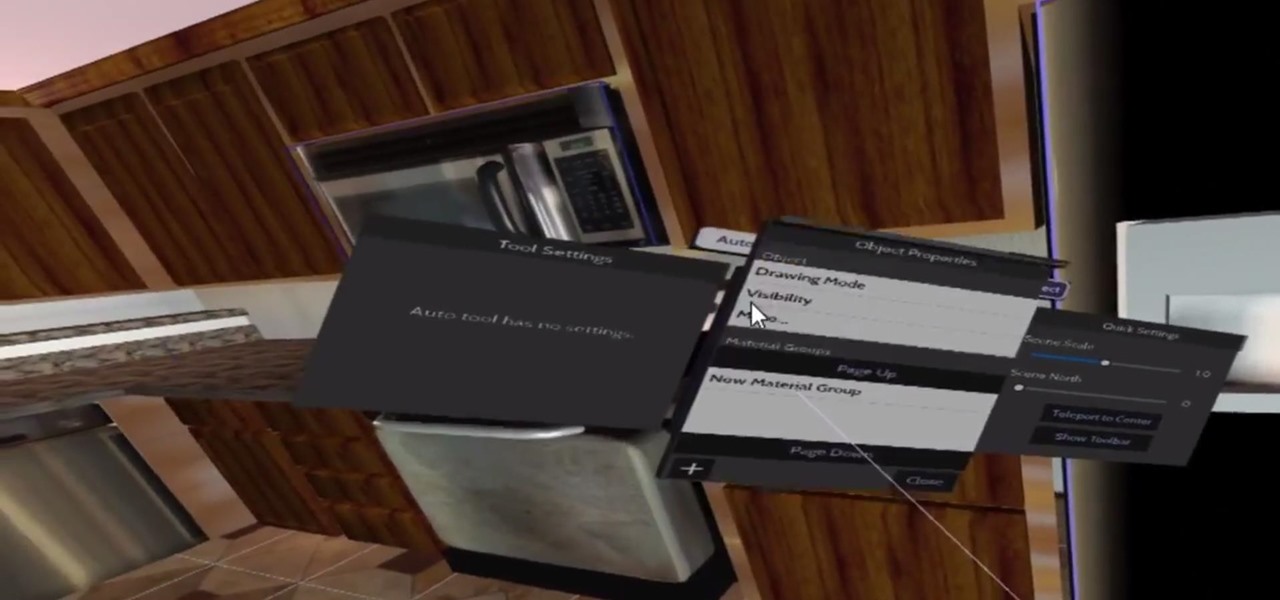 Tool Settings
Auto tool has no settings.
Auto
Object Properties
Object
Drawing Mode
Visibility
Material Groups
Page Up
New Material Group
Page Down
+
Close
ect
Quick Settings
Scene Scale
1.0
Scene North
0
Teleport to Center
Show Toolbar